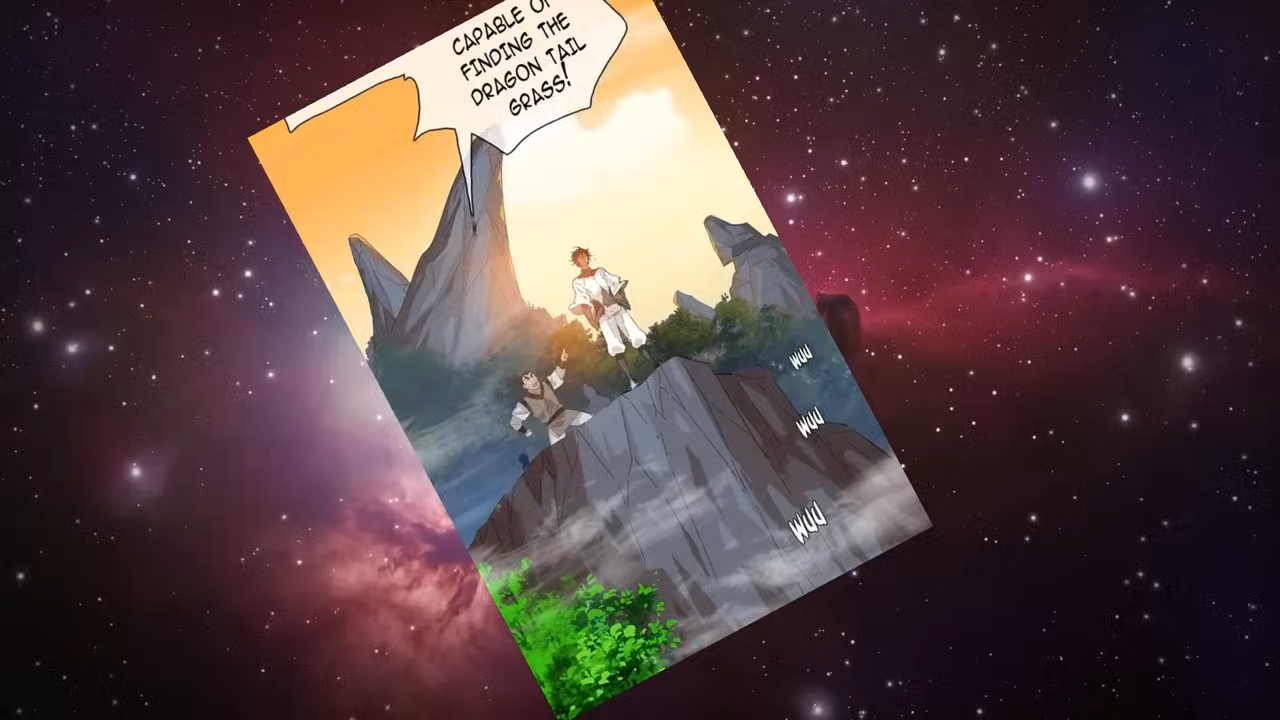 CAPABLE OF
FINDING THE
DRAGON TAIL
GRASS!
WUU
WUU
WUU